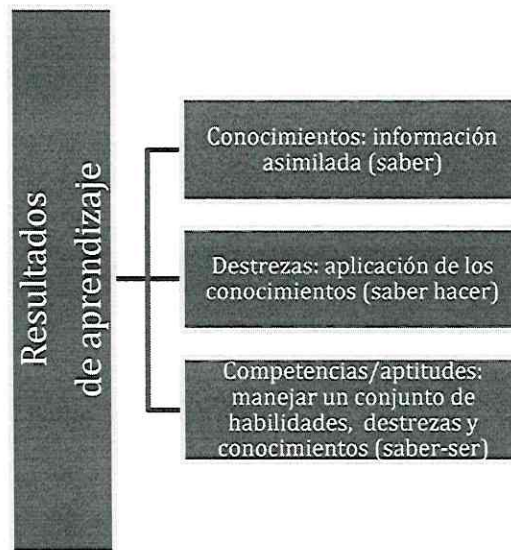 Resultados
de aprendizaje
Conocimientos: información
asimilada (saber)
Destrezas: aplicación de los
conocimientos (saber hacer)
Competencias/aptitudes:
manejar un conjunto de
habilidades, destrezas y
conocimientos (saber-ser)